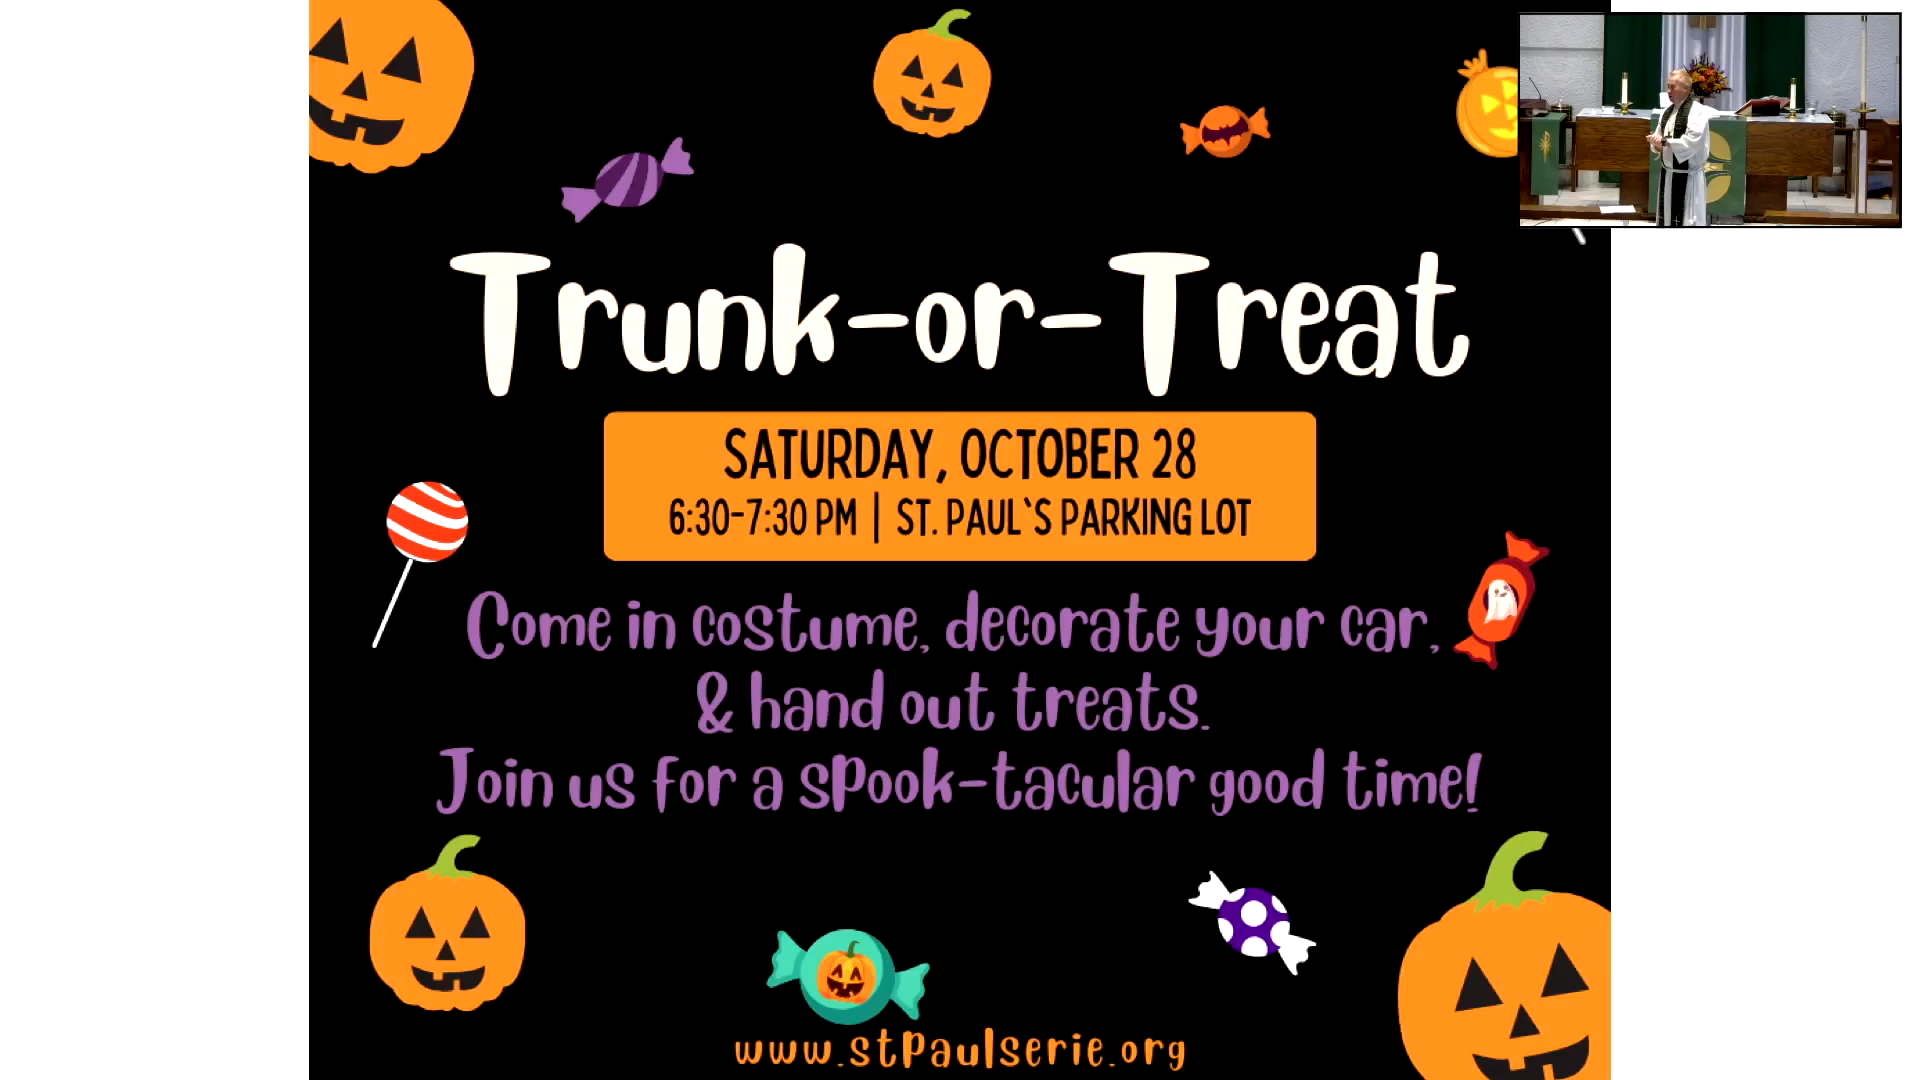 Trunk-or-Treat
SATURDAY, OCTOBER 28
6:30-7:30 PM | ST. PAUL`S PARKING LOT
Come in costume, decorate your car,
& hand out treats.
Join us for a spook-tacular good time!
www.stpaulserie.org